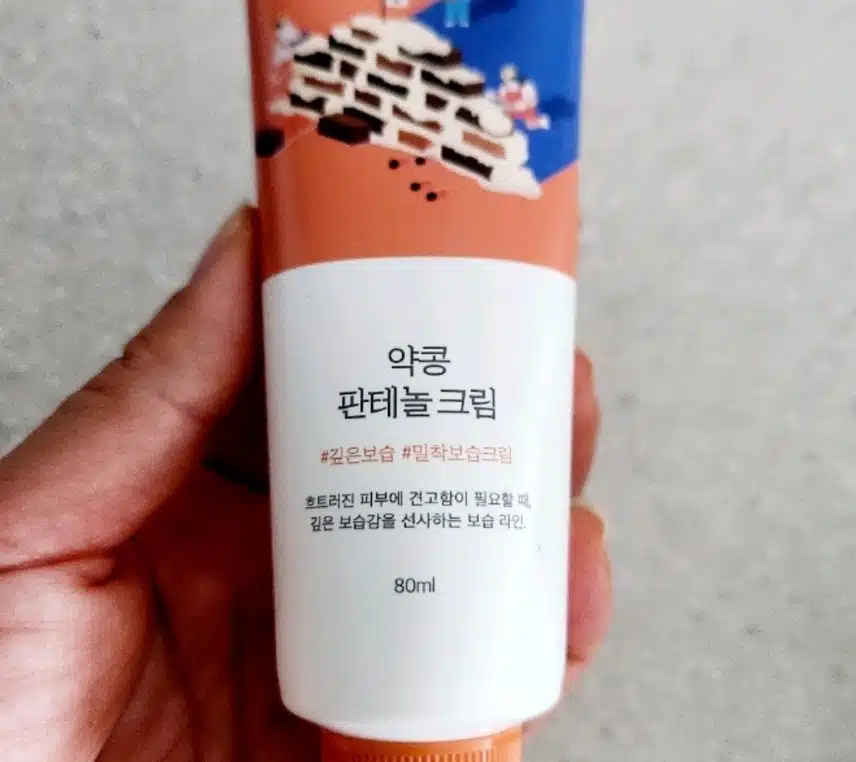 약콩
판테놀 크림
#깊은보습 #밀착보습크림
흐트러진 피부에 견고함이 필요할 때,
깊은 보습감을 선사하는 보습 라인.
80ml